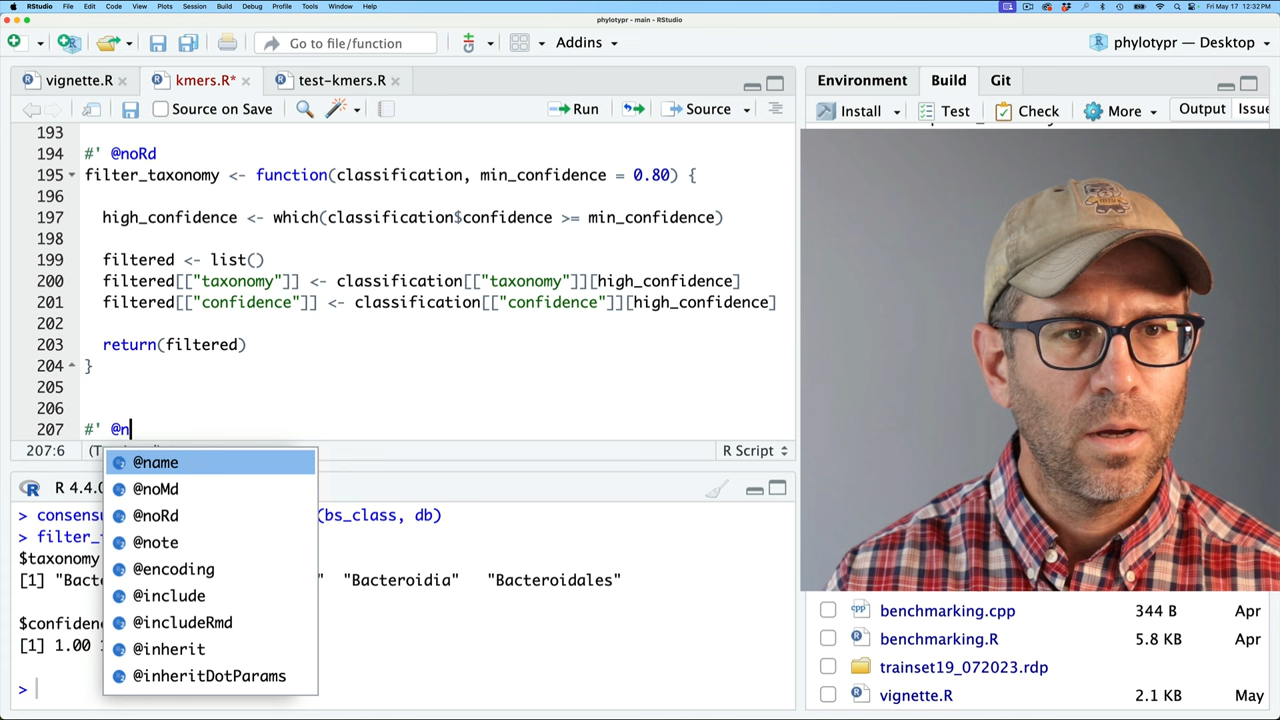 RStudio File Edit Code View Plots Session Build Debug Profile Tools Window Help
Fri May 17 12:32 PM
phylotypr - main - RStudio
Go to file/function
Addins
phylotypr — Desktop
vignette.R
kmers.R*
test-kmers.R
Environment Build Git
Source on Save
Run
Source
Install
Test
Check
More
Output
Issue
193
194 #' @noRd
195 filter_taxonomy <- function(classification, min_confidence = 0.80) {
196
197 high_confidence <- which(classification$confidence >= min_confidence)
198
199 filtered <- list()
200 filtered[["taxonomy"]] <- classification[["taxonomy"]][high_confidence]
201 filtered[["confidence"]] <- classification[["confidence"]][high_confidence]
202
203 return(filtered)
204 }
205
206
207 #' @n
207:6
R Script
@name
@noMd
@noRd
@note
@encoding
@include
@includeRmd
@inherit
@inheritDotParams
R 4.4.0
> consensu (bs_class, db)
> filter_t
$taxonomy
[1] "Bacter " "Bacteroidia" "Bacteroidales"
$confidenc
[1] 1.00
>
benchmarking.cpp 344 B Apr
benchmarking.R 5.8 KB Apr
trainset19_072023.rdp
vignette.R 2.1 KB May